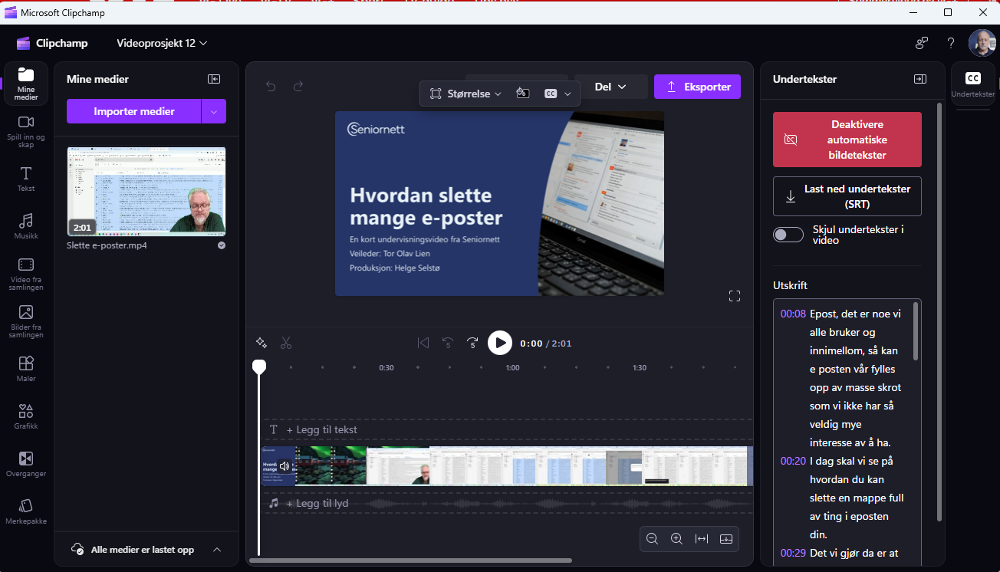 Microsoft Clipchamp
Clipchamp
Videoprosjekt 12
Mine
medier
Spill inn og
skap
Tekst
Musikk
Video fra
samlingen
Bilder fra
samlingen
Maler
Grafikk
Overganger
Merkepakke
Mine medier
Importer medier
2:01
Slette e-poster.mp4
Alle medier er lastet opp
Størrelse
CC
Del
Eksporter
Seniornett
Hvordan slette
mange e-poster
En kort undervisningsvideo fra Seniornett
Veileder: Tor Olav Lien
Produksjon: Helge Selstø
5
5
0:00 / 2:01
0:30
1:00
1:30
T + Legg til tekst
+ Legg til lyd
Undertekster
Deaktivere
automatiske
bildetekster
Last ned undertekster
(SRT)
Skjul undertekster i
video
Utskrift
00:08 Epost, det er noe vi
alle bruker og
innimellom, så kan
e posten vår fylles
opp av masse skrot
som vi ikke har så
veldig mye
interesse av å ha.
00:20 I dag skal vi se på
hvordan du kan
slette en mappe full
av ting i eposten
din.
00:29 Det vi gjør da er at
CC
Undertekster